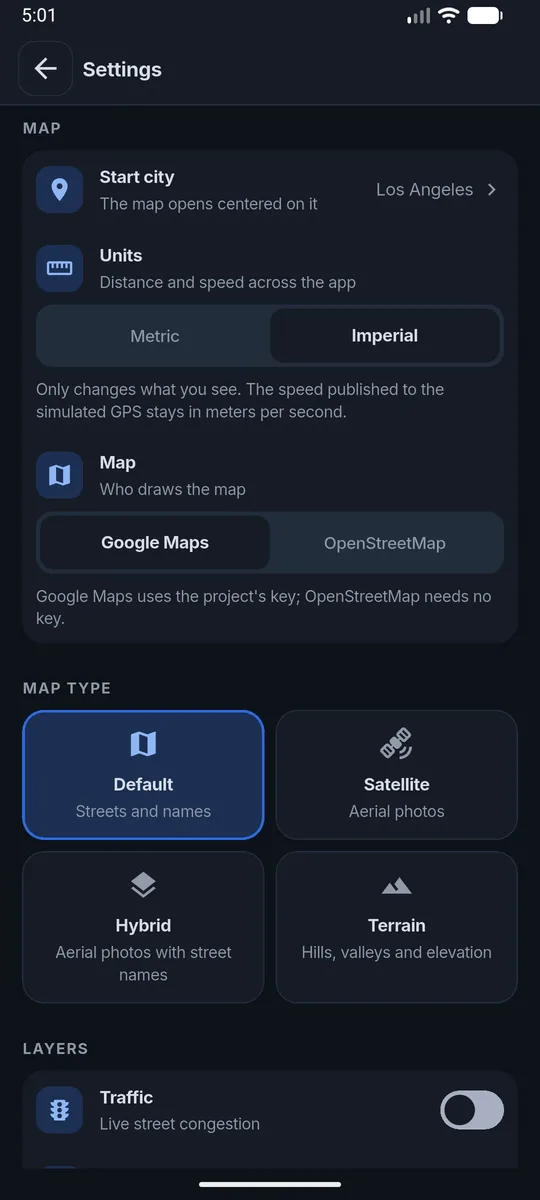 5:01
Settings
MAP
Start city
The map opens centered on it
Los Angeles
Units
Distance and speed across the app
Metric
Imperial
Only changes what you see. The speed published to the
simulated GPS stays in meters per second.
Map
Who draws the map
Google Maps
OpenStreetMap
Google Maps uses the project's key; OpenStreetMap needs no
key.
MAP TYPE
Default
Streets and names
Satellite
Aerial photos
Hybrid
Aerial photos with street
names
Terrain
Hills, valleys and elevation
LAYERS
Traffic
Live street congestion